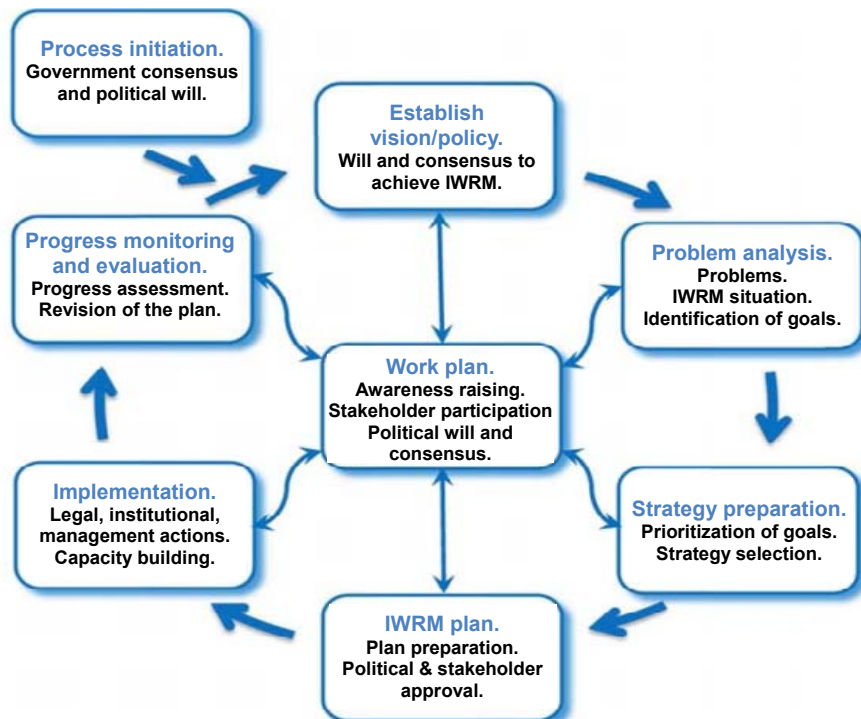 Process initiation.
Government consensus
and political will.
Establish
vision/policy.
Will and consensus to
achieve IWRM.
Progress monitoring
and evaluation.
Progress assessment.
Revision of the plan.
Problem analysis.
Problems.
IWRM situation.
Identification of goals.
Work plan.
Awareness raising.
Stakeholder participation
Political will and
consensus.
Implementation.
Legal, institutional,
management actions.
Capacity building.
Strategy preparation.
Prioritization of goals.
Strategy selection.
IWRM plan.
Plan preparation.
Political & stakeholder
approval.